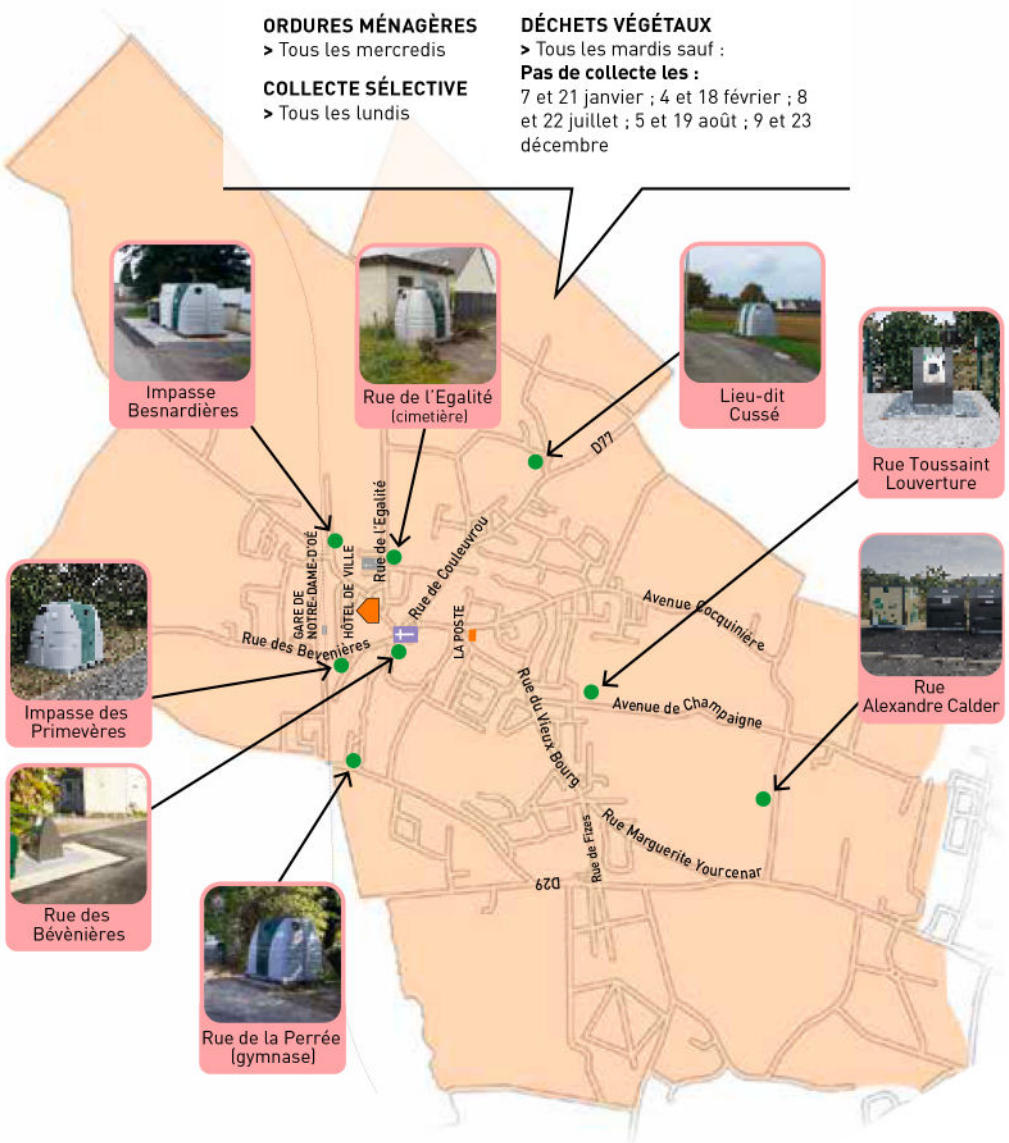 ORDURES MÉNAGÈRES
> Tous les mercredis
COLLECTE SÉLECTIVE
> Tous les lundis
DÉCHETS VÉGÉTAUX
> Tous les mardis sauf :
Pas de collecte les :
7 et 21 janvier ; 4 et 18 février ; 8
et 22 juillet ; 5 et 19 août ; 9 et 23
décembre
Impasse
Besnardières
Rue de l'Egalité
(cimetière)
Lieu-dit
Cussé
Rue Toussaint
Louverture
D77
Rue de l'Egalité
GARE DE
NOTRE-DAME-D'OÉ
HÔTEL DE VILLE
Rue de Couleuvrou
LA POSTE
Avenue Cocquinière
Rue des Bevenières
Impasse des
Primevères
Rue du Vieux Bourg
Avenue de Champaigne
Rue
Alexandre Calder
Rue des
Bévènières
Rue de Fizes
Rue Marguerite Yourcenar
D29
Rue de la Perrée
(gymnase)